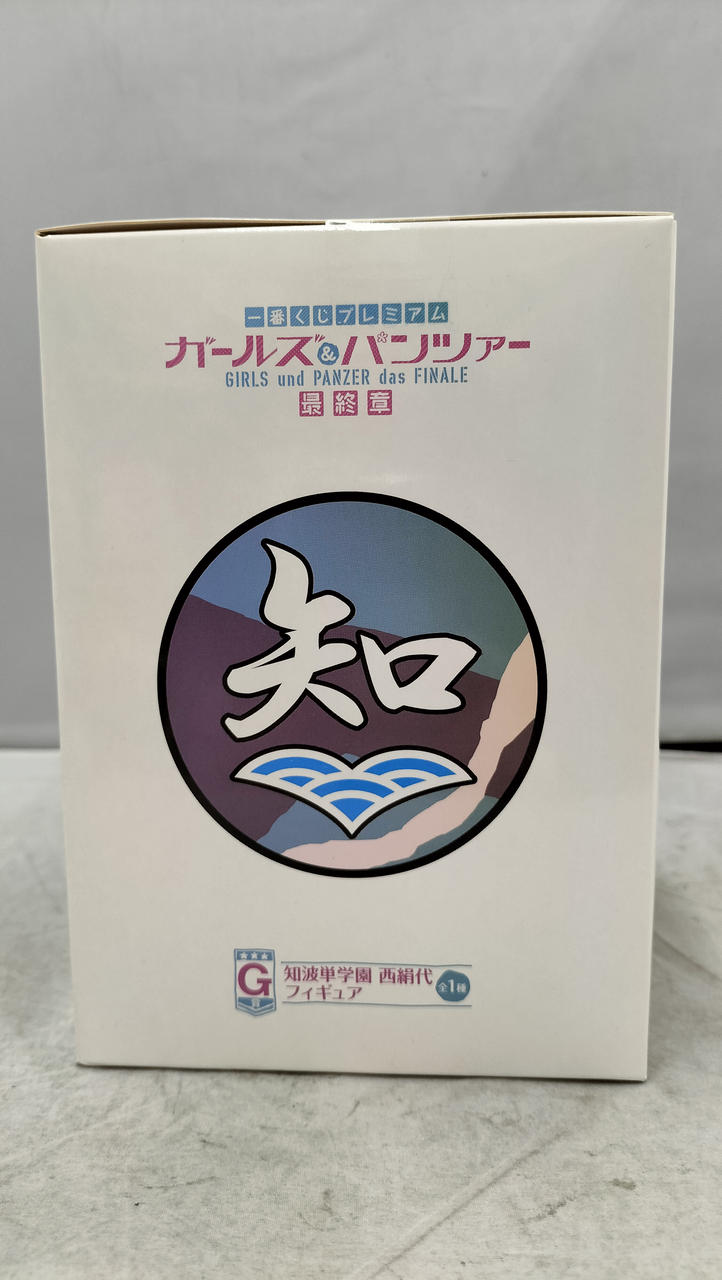 一番くじプレミアム
ガールズ&パンツァー
GIRLS und PANZER das FINALE
最終章
知
G
賞
知波単学園 西絹代
フィギュア
全1種